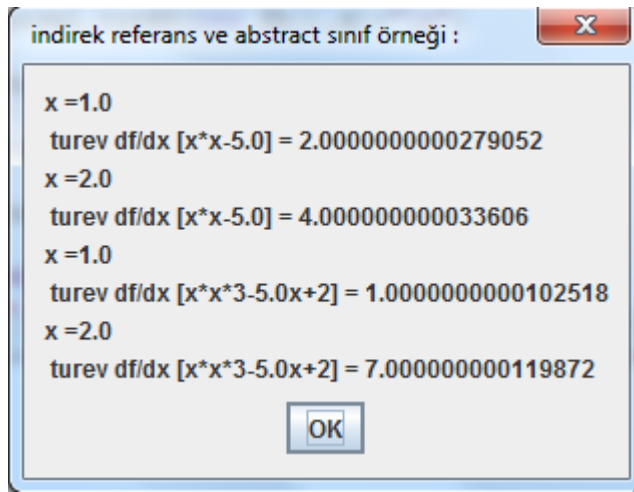 indirek referans ve abstract sınıf örneği :
x =1.0
turev df/dx [x*x-5.0] = 2.0000000000279052
x =2.0
turev df/dx [x*x-5.0] = 4.000000000033606
x =1.0
turev df/dx [x*x*3-5.0x+2] = 1.0000000000102518
x =2.0
turev df/dx [x*x*3-5.0x+2] = 7.000000000119872
OK